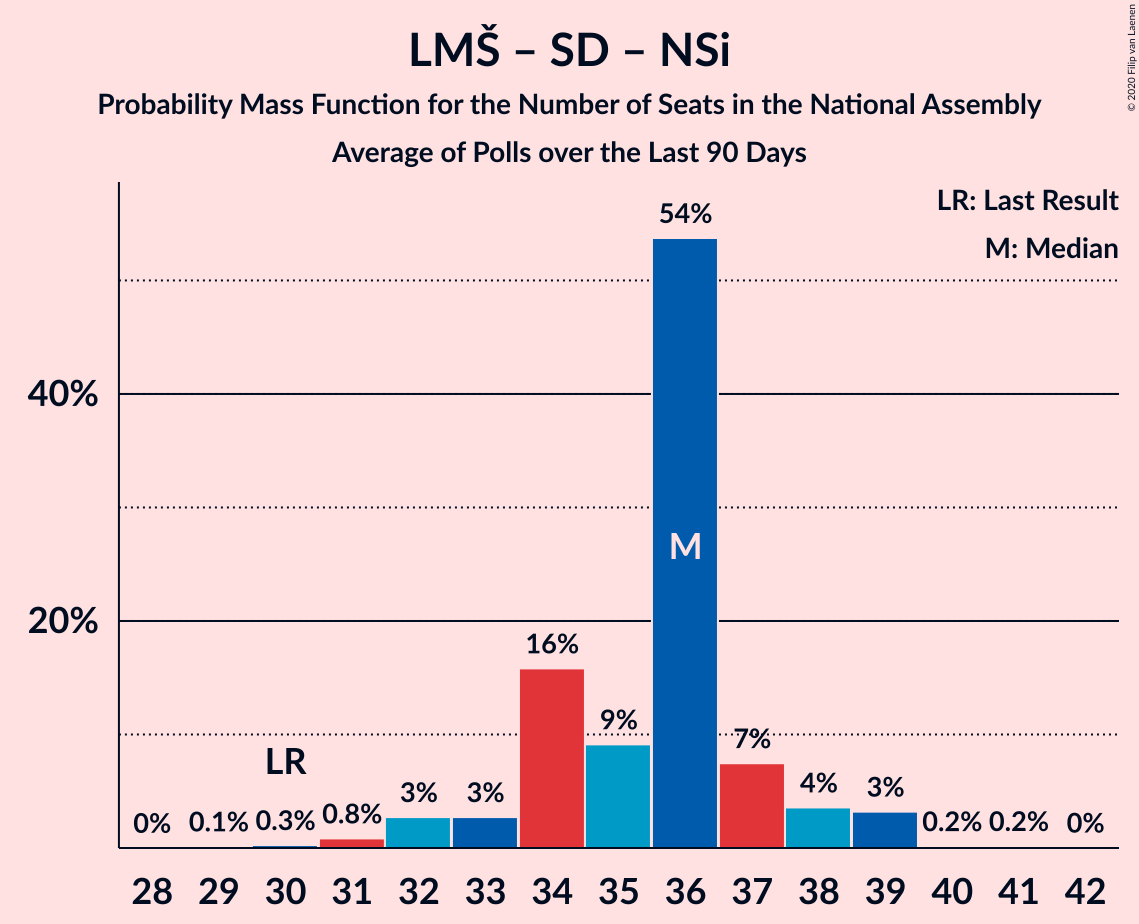 LMŠ – SD – NSi
Probability Mass Function for the Number of Seats in the National Assembly
Average of Polls over the Last 90 Days
© 2020 Filip van Laenen
LR: Last Result
M: Median
54%
40%
M
20%
16%
9%
7%
LR
4%
3%
3%
3%
0%
0.1%
0.3%
0.8%
0.2%
0.2%
0%
28 29 30 31 32 33 34 35 36 37 38 39 40 41 42